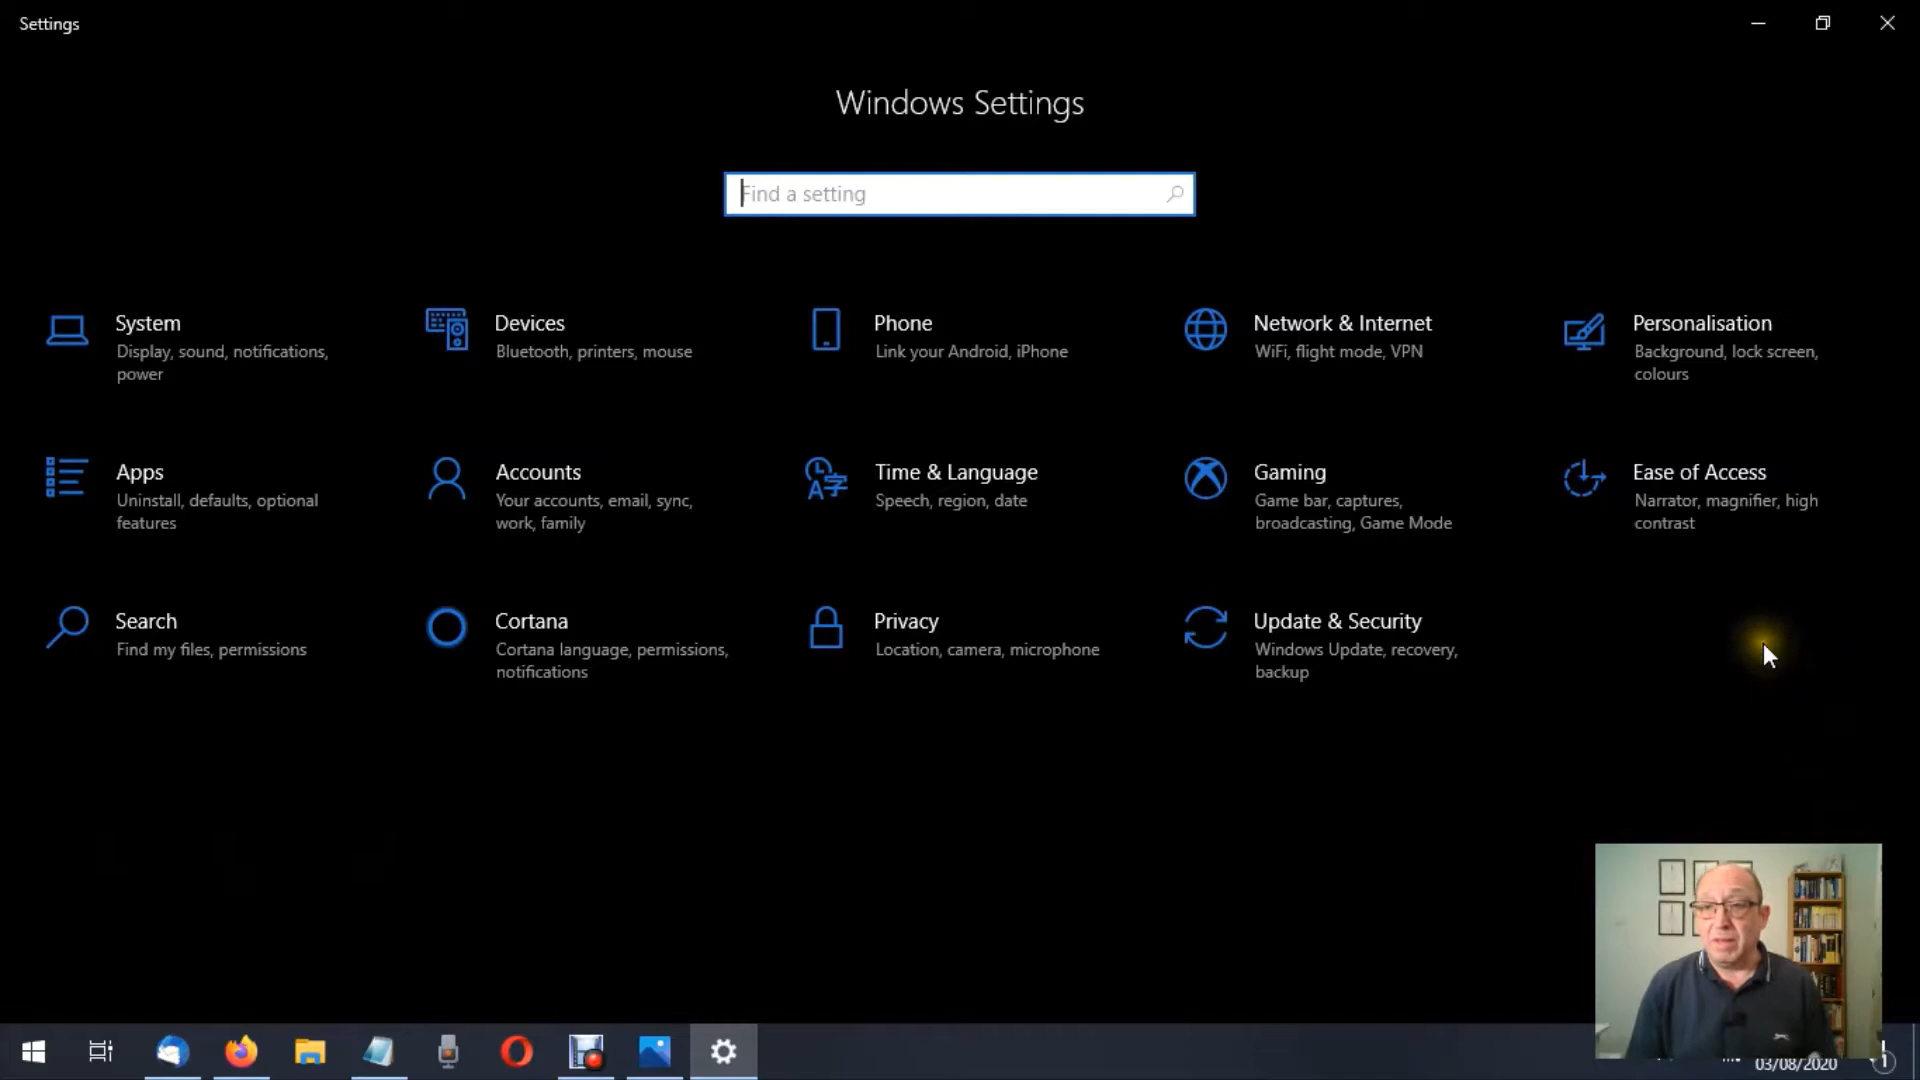 Settings
Windows Settings
Find a setting
System
Display, sound, notifications,
power
Devices
Bluetooth, printers, mouse
Phone
Link your Android, iPhone
Network & Internet
WiFi, flight mode, VPN
Personalisation
Background, lock screen,
colours
Apps
Uninstall, defaults, optional
features
Accounts
Your accounts, email, sync,
work, family
Time & Language
Speech, region, date
Gaming
Game bar, captures,
broadcasting, Game Mode
Ease of Access
Narrator, magnifier, high
contrast
Search
Find my files, permissions
Cortana
Cortana language, permissions,
notifications
Privacy
Location, camera, microphone
Update & Security
Windows Update, recovery,
backup
03/08/2020
1